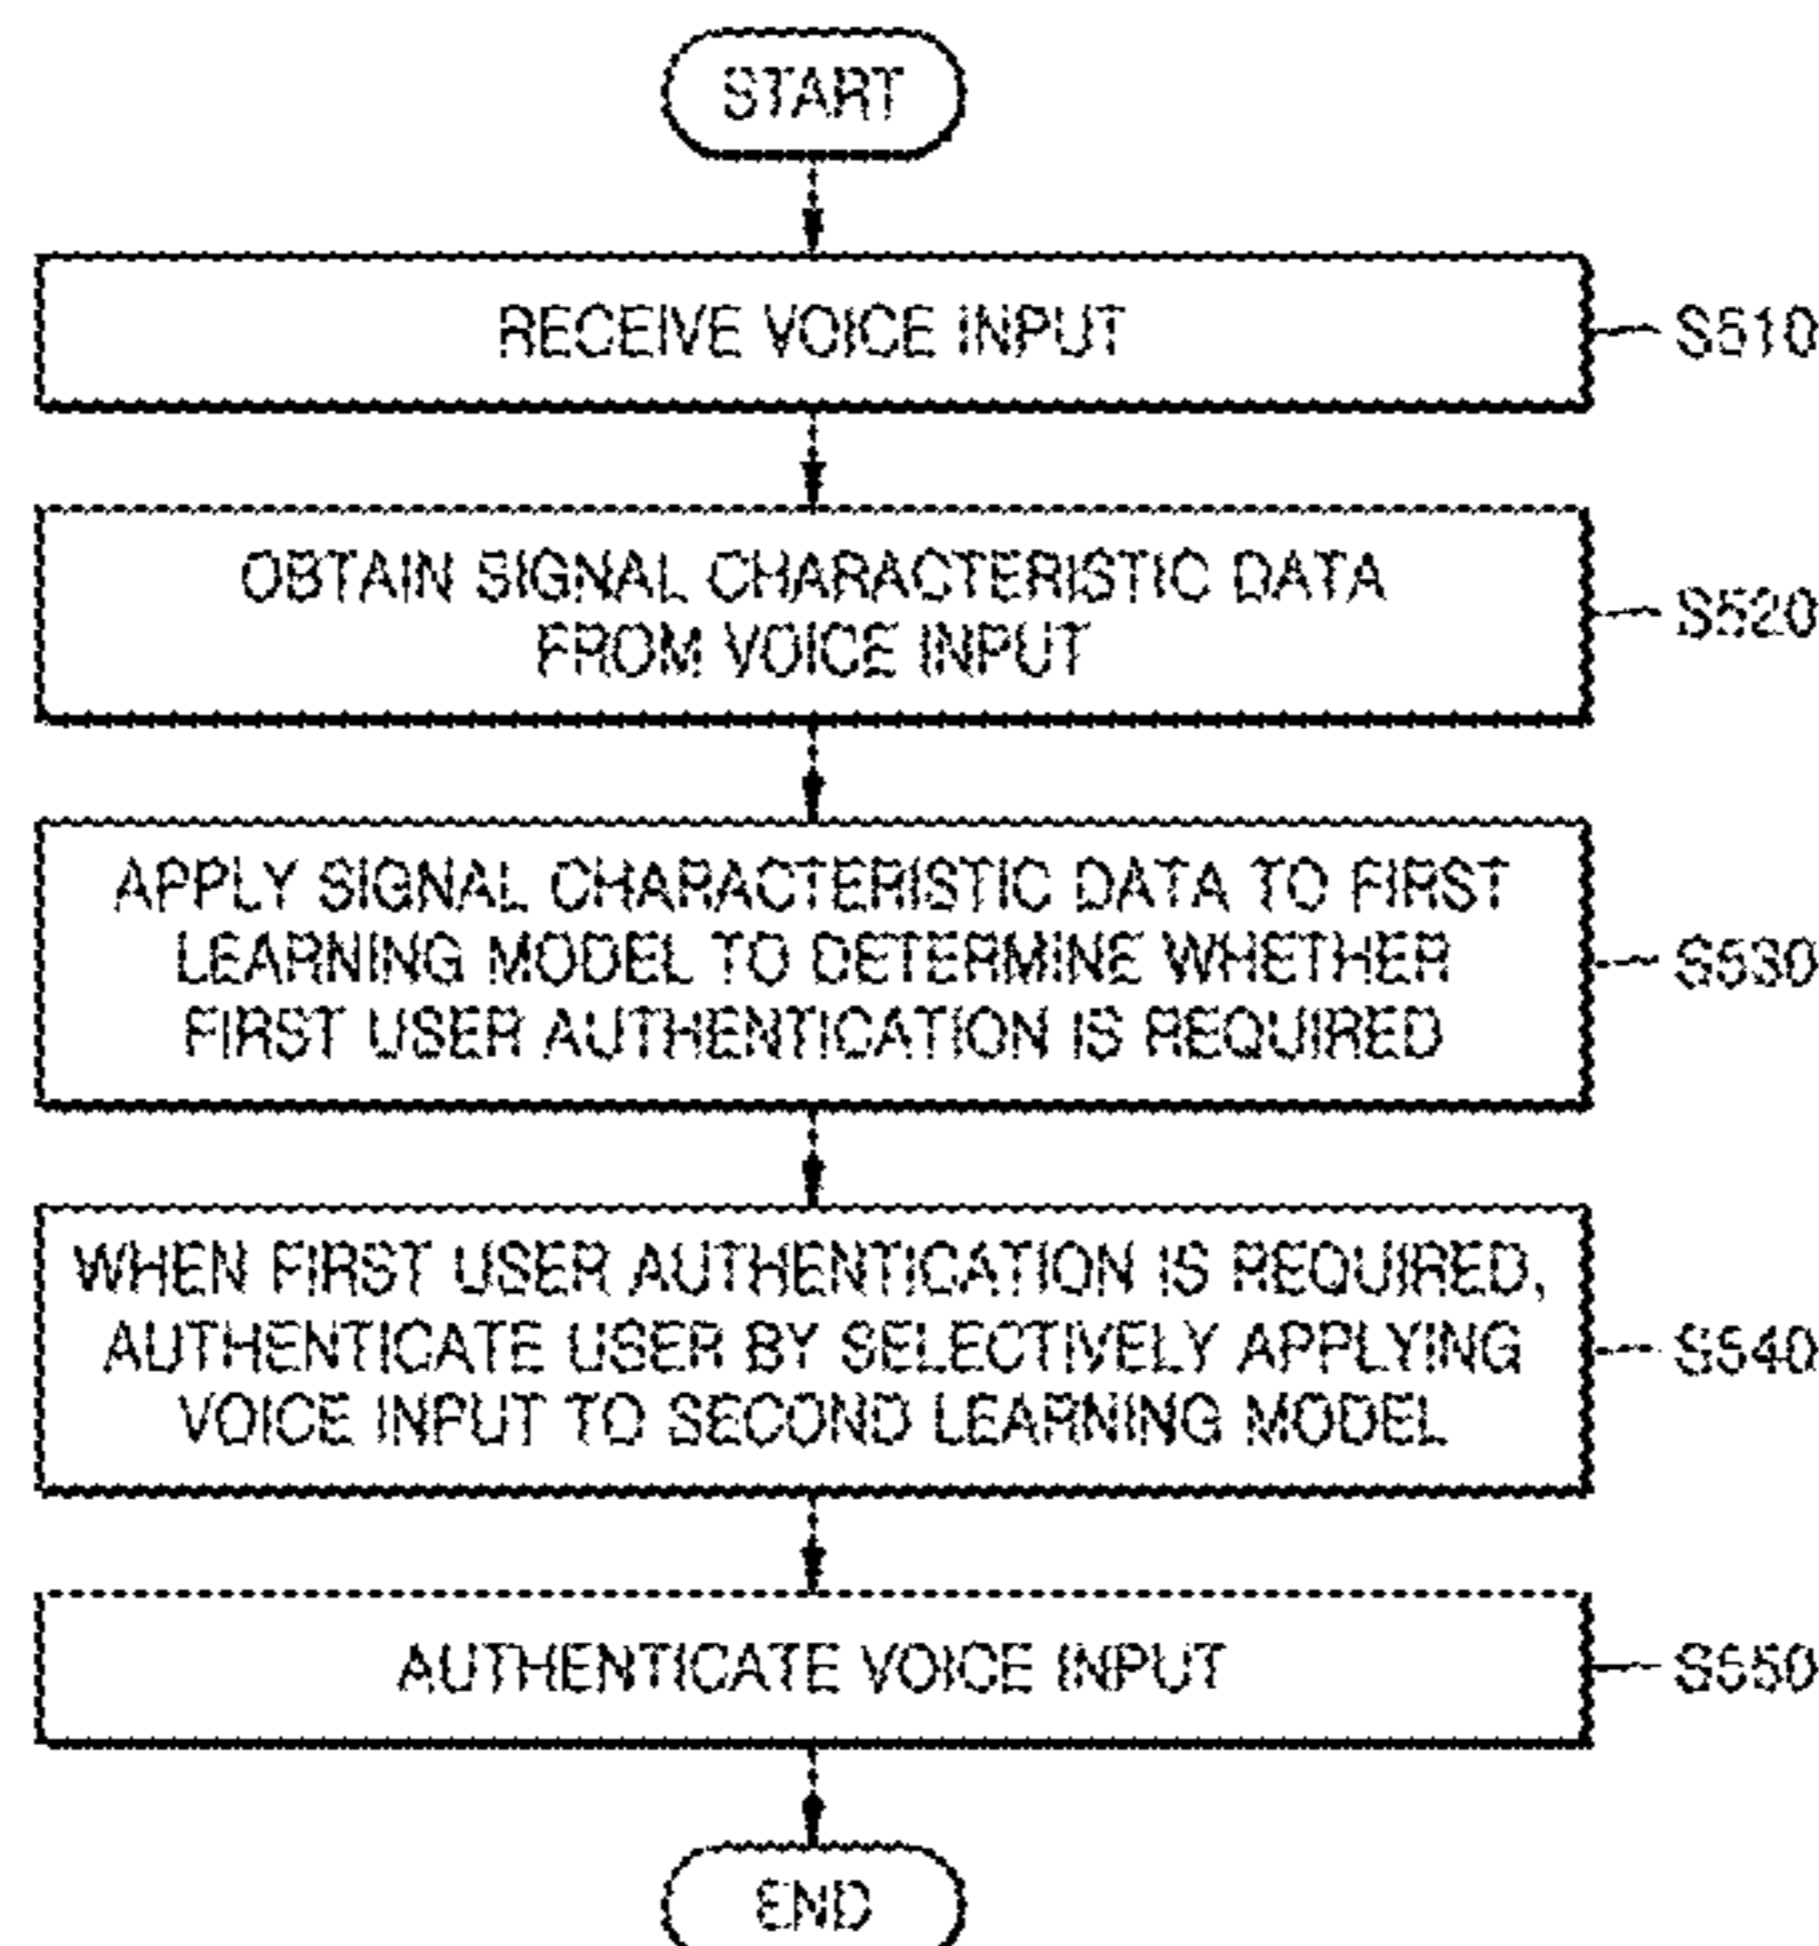 START
RECEIVE VOICE INPUT
S510
OBTAIN SIGNAL CHARACTERISTIC DATA
FROM VOICE INPUT
S520
APPLY SIGNAL CHARACTERISTIC DATA TO FIRST
LEARNING MODEL TO DETERMINE WHETHER
FIRST USER AUTHENTICATION IS REQUIRED
S530
WHEN FIRST USER AUTHENTICATION IS REQUIRED,
AUTHENTICATE USER BY SELECTIVELY APPLYING
VOICE INPUT TO SECOND LEARNING MODEL
S540
AUTHENTICATE VOICE INPUT
S550
END